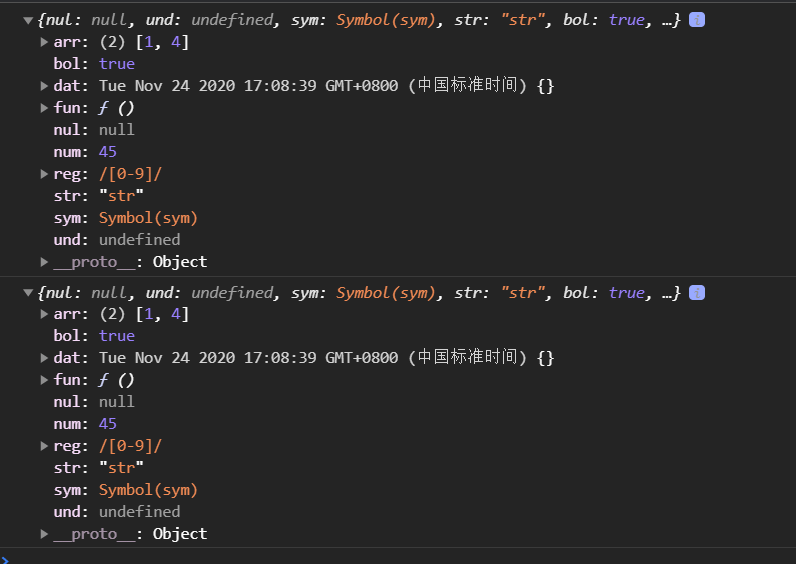 {nul: null, und: undefined, sym: Symbol(sym), str: "str", bol: true, …} i
arr: (2) [1, 4]
bol: true
dat: Tue Nov 24 2020 17:08:39 GMT+0800 (中国标准时间) {}
fun: ƒ ()
nul: null
num: 45
reg: /[0-9]/
str: "str"
sym: Symbol(sym)
und: undefined
__proto__: Object
{nul: null, und: undefined, sym: Symbol(sym), str: "str", bol: true, …} i
arr: (2) [1, 4]
bol: true
dat: Tue Nov 24 2020 17:08:39 GMT+0800 (中国标准时间) {}
fun: ƒ ()
nul: null
num: 45
reg: /[0-9]/
str: "str"
sym: Symbol(sym)
und: undefined
__proto__: Object